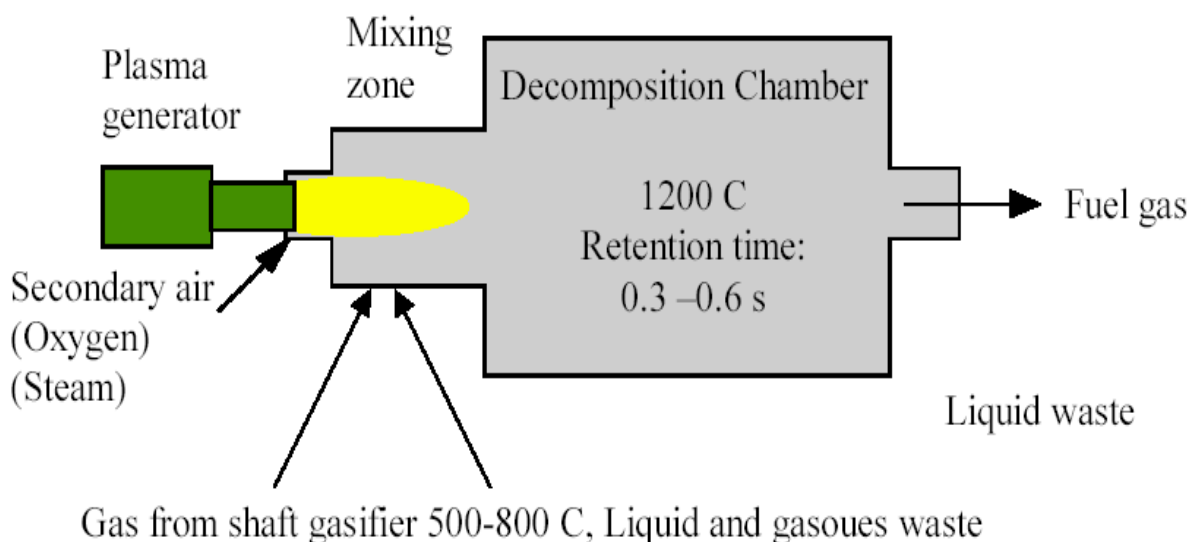 Plasma
generator
Mixing
zone
Decomposition Chamber
1200 C
Retention time:
0.3 –0.6 s
Fuel gas
Secondary air
(Oxygen)
(Steam)
Liquid waste
Gas from shaft gasifier 500-800 C, Liquid and gasoues waste